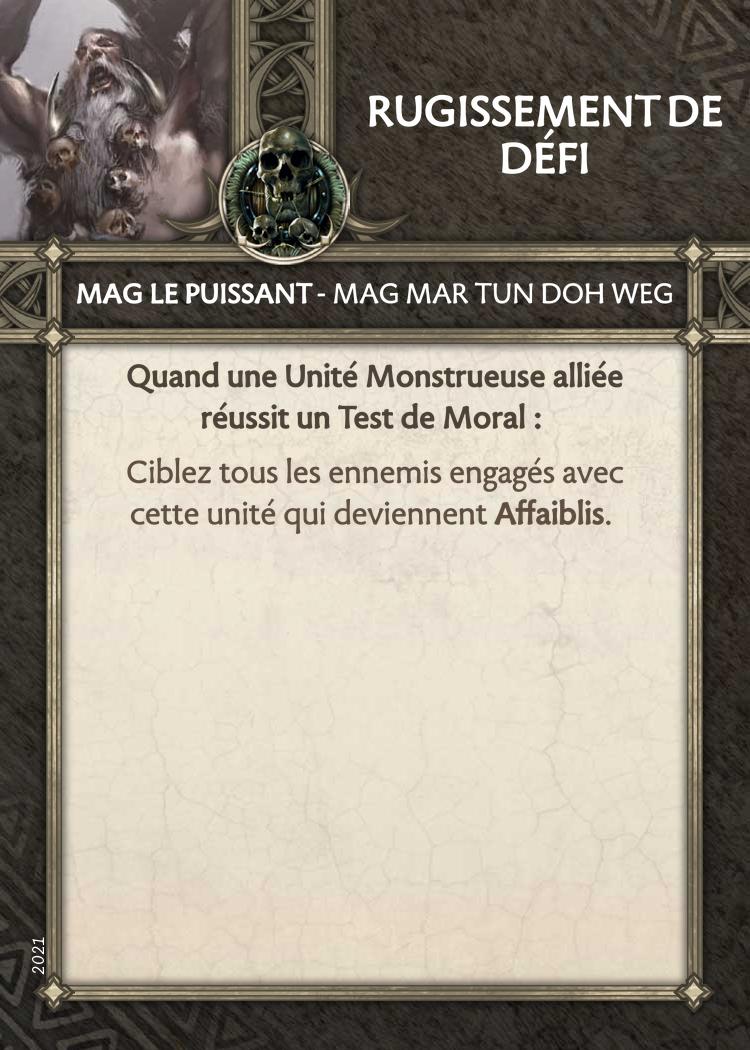 RUGISSEMENT DE
DÉFI
MAG LE PUISSANT - MAG MAR TUN DOH WEG
Quand une Unité Monstrueuse alliée
réussit un Test de Moral :
Ciblez tous les ennemis engagés avec
cette unité qui deviennent Affaiblis.
2021